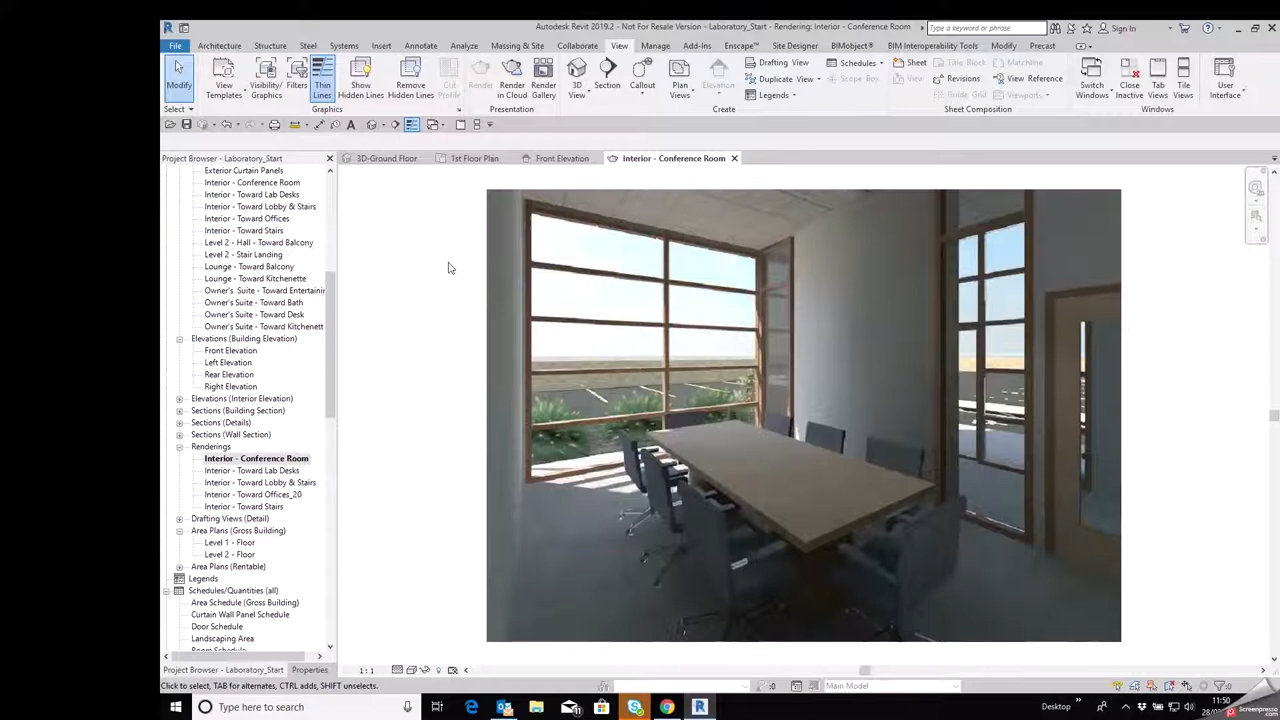 Autodesk Revit 2019.2 - Not For Resale Version - Laboratory_Start - Rendering: Interior - Conference Room
Type a keyword or phrase
Sign In
File Architecture Structure Steel Systems Insert Annotate Analyze Massing & Site Collaborate View Manage Add-Ins Enscape™ Site Designer BIMobject® Interoperability Tools Modify Precast
Modify
View Templates
Visibility/ Graphics
Filters
Thin Lines
Show Hidden Lines
Remove Hidden Lines
Cut Profile
Render
Render in Cloud
Render Gallery
3D View
Section
Callout
Plan Views
Elevation
Drafting View
Duplicate View
Legends
Schedules
Scope Box
Sheet
View
Title Block
Revisions
Guide Grid
Matchline
View Reference
Viewports
Switch Windows
Close Inactive
Tab Views
Tile Views
User Interface
Select Graphics Presentation Create Sheet Composition Windows
Project Browser - Laboratory_Start
3D-Ground Floor
1st Floor Plan
Front Elevation
Interior - Conference Room
Exterior Curtain Panels
Interior - Conference Room
Interior - Toward Lab Desks
Interior - Toward Lobby & Stairs
Interior - Toward Offices
Interior - Toward Stairs
Level 2 - Hall - Toward Balcony
Level 2 - Stair Landing
Lounge - Toward Balcony
Lounge - Toward Kitchenette
Owner's Suite - Toward Entertainin
Owner's Suite - Toward Bath
Owner's Suite - Toward Desk
Owner's Suite - Toward Kitchenett
Elevations (Building Elevation)
Front Elevation
Left Elevation
Rear Elevation
Right Elevation
Elevations (Interior Elevation)
Sections (Building Section)
Sections (Details)
Sections (Wall Section)
Renderings
Interior - Conference Room
Interior - Toward Lab Desks
Interior - Toward Lobby & Stairs
Interior - Toward Offices_20
Interior - Toward Stairs
Drafting Views (Detail)
Area Plans (Gross Building)
Level 1 - Floor
Level 2 - Floor
Area Plans (Rentable)
Legends
Schedules/Quantities (all)
Area Schedule (Gross Building)
Curtain Wall Panel Schedule
Door Schedule
Landscaping Area
Project Browser - Laboratory_Start Properties
1 : 1
Click to select, TAB for alternates, CTRL adds, SHIFT unselects.
:0
Main Model
:0
Type here to search
Desktop
11:50
Screenpresso